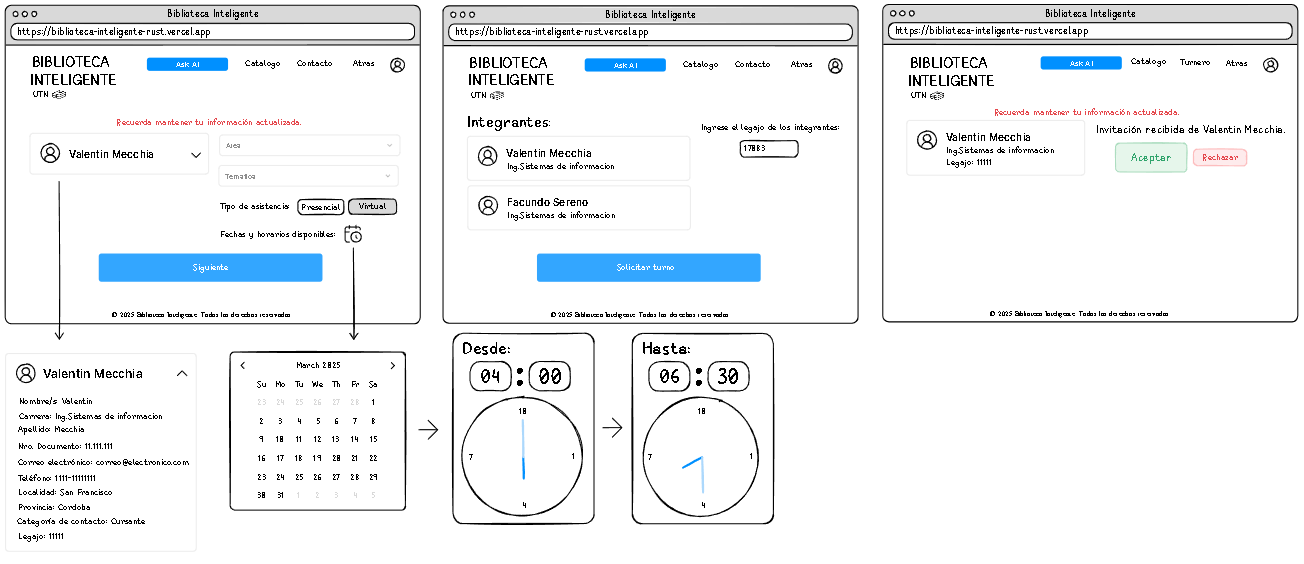 Biblioteca Inteligente
https://biblioteca-inteligente-rust.vercel.app
BIBLIOTECA
INTELIGENTE
UTN
Ask AI
Catalogo
Contacto
Atras
Recuerda mantener tu información actualizada.
Valentin Mecchia
Area
Tematica
Tipo de asistencia:
Presencial
Virtual
Fechas y horarios disponibles:
Siguiente
© 2025 Biblioteca Inteligente. Todos los derechos reservados
Biblioteca Inteligente
https://biblioteca-inteligente-rust.vercel.app
BIBLIOTECA
INTELIGENTE
UTN
Ask AI
Catalogo
Contacto
Atras
Integrantes:
Valentin Mecchia
Ing.Sistemas de informacion
Facundo Sereno
Ing.Sistemas de informacion
Ingrese el legajo de los integrantes:
17083
Solicitar turno
© 2025 Biblioteca Inteligente. Todos los derechos reservados
Biblioteca Inteligente
https://biblioteca-inteligente-rust.vercel.app
BIBLIOTECA
INTELIGENTE
UTN
Ask AI
Catalogo
Turnero
Atras
Recuerda mantener tu información actualizada.
Valentin Mecchia
Ing.Sistemas de informacion
Legajo: 11111
Invitación recibida de Valentin Mecchia.
Aceptar
Rechazar
© 2025 Biblioteca Inteligente. Todos los derechos reservados
Valentin Mecchia
Nombre/s: Valentin
Carrera: Ing.Sistemas de informacion
Apellido: Mecchia
Nro. Documento: 11.111.111
Correo electrónico: correo@electronico.com
Teléfono: 1111-11111111
Localidad: San Francisco
Provincia: Cordoba
Categoría de contacto: Cursante
Legajo: 11111
March 2025
Su Mo Tu We Th Fr Sa
23 24 25 26 27 28 1
2 3 4 5 6 7 8
9 10 11 12 13 14 15
16 17 18 19 20 21 22
23 24 25 26 27 28 29
30 31 1 2 3 4 5
Desde:
04 : 00
10
7 1
4
Hasta:
06 : 30
10
7 1
4